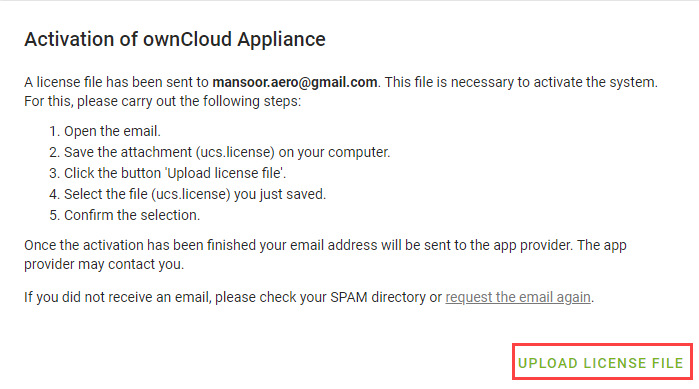 Activation of ownCloud Appliance
A license file has been sent to mansoor.aero@gmail.com. This file is necessary to activate the system.
For this, please carry out the following steps:
1. Open the email.
2. Save the attachment (ucs.license) on your computer.
3. Click the button 'Upload license file'.
4. Select the file (ucs.license) you just saved.
5. Confirm the selection.
Once the activation has been finished your email address will be sent to the app provider. The app
provider may contact you.
If you did not receive an email, please check your SPAM directory or request the email again.
UPLOAD LICENSE FILE